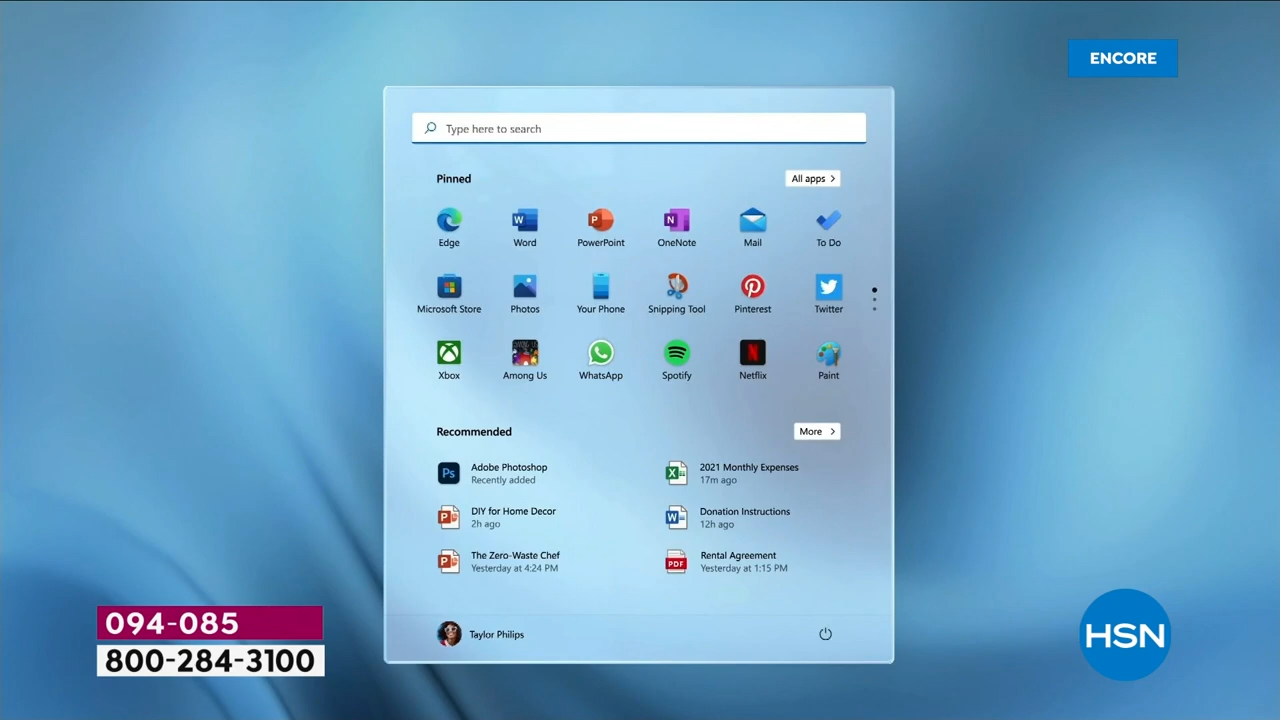 ENCORE
Type here to search
Pinned
All apps >
Edge
Word
PowerPoint
OneNote
Mail
To Do
Microsoft Store
Photos
Your Phone
Snipping Tool
Pinterest
Twitter
Xbox
Among Us
WhatsApp
Spotify
Netflix
Paint
Recommended
More >
Ps
Adobe Photoshop
Recently added
2021 Monthly Expenses
17m ago
DIY for Home Decor
2h ago
Donation Instructions
12h ago
The Zero-Waste Chef
Yesterday at 4:24 PM
PDF
Rental Agreement
Yesterday at 1:15 PM
Taylor Philips
094-085
800-284-3100
HSN